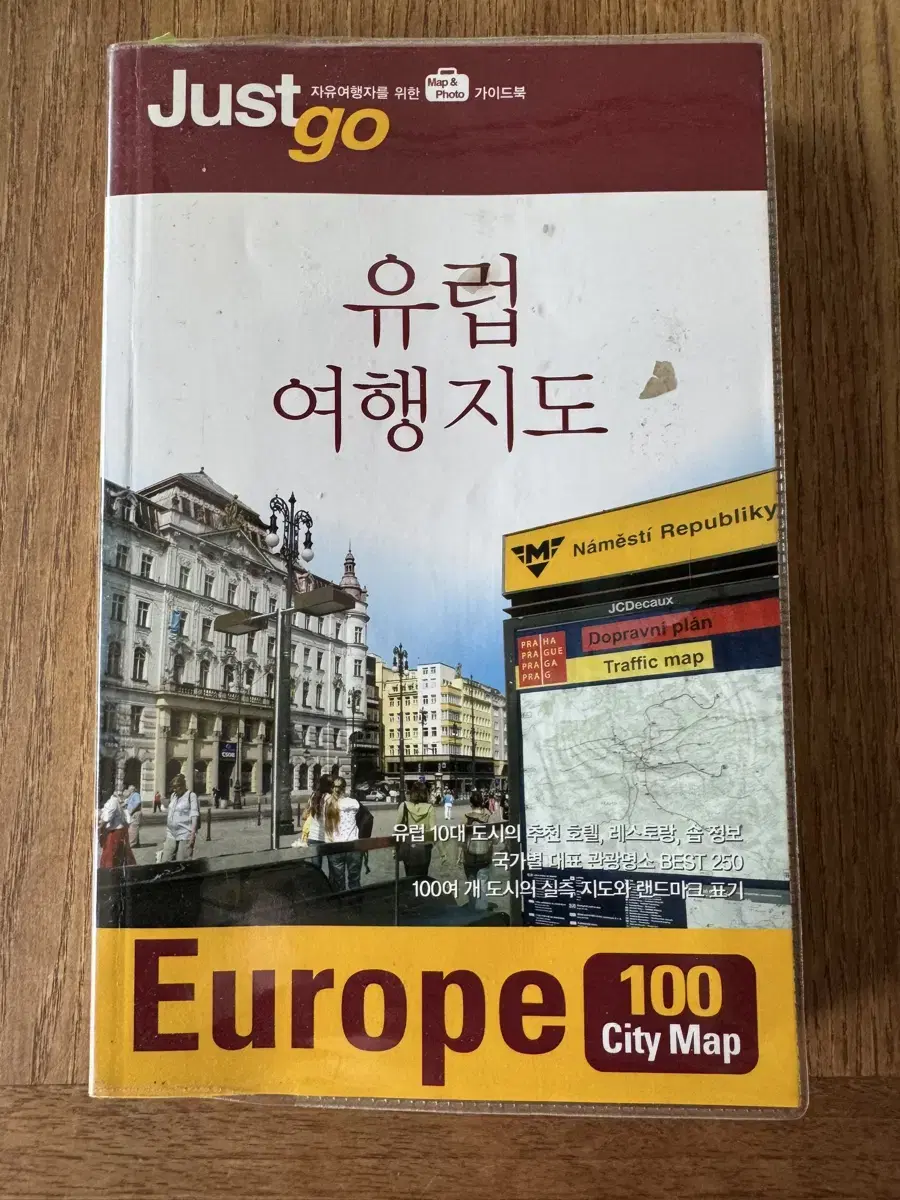 Just go 자유여행자를 위한 Map & Photo 가이드북
유럽
여행 지도
Náměstí Republiky
JCDecaux
Dopravní plán
Traffic map
PRAHA
PRAGUE
PRAGA
PRAG
유럽 10대 도시의 추천 호텔, 레스토랑, 숍 정보
국가별 대표 관광명소 BEST 250
100여 개 도시의 실측 지도와 랜드마크 표기
Europe
100
City Map